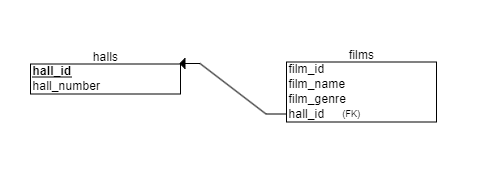 halls
hall_id
hall_number
films
film_id
film_name
film_genre
hall_id (FK)